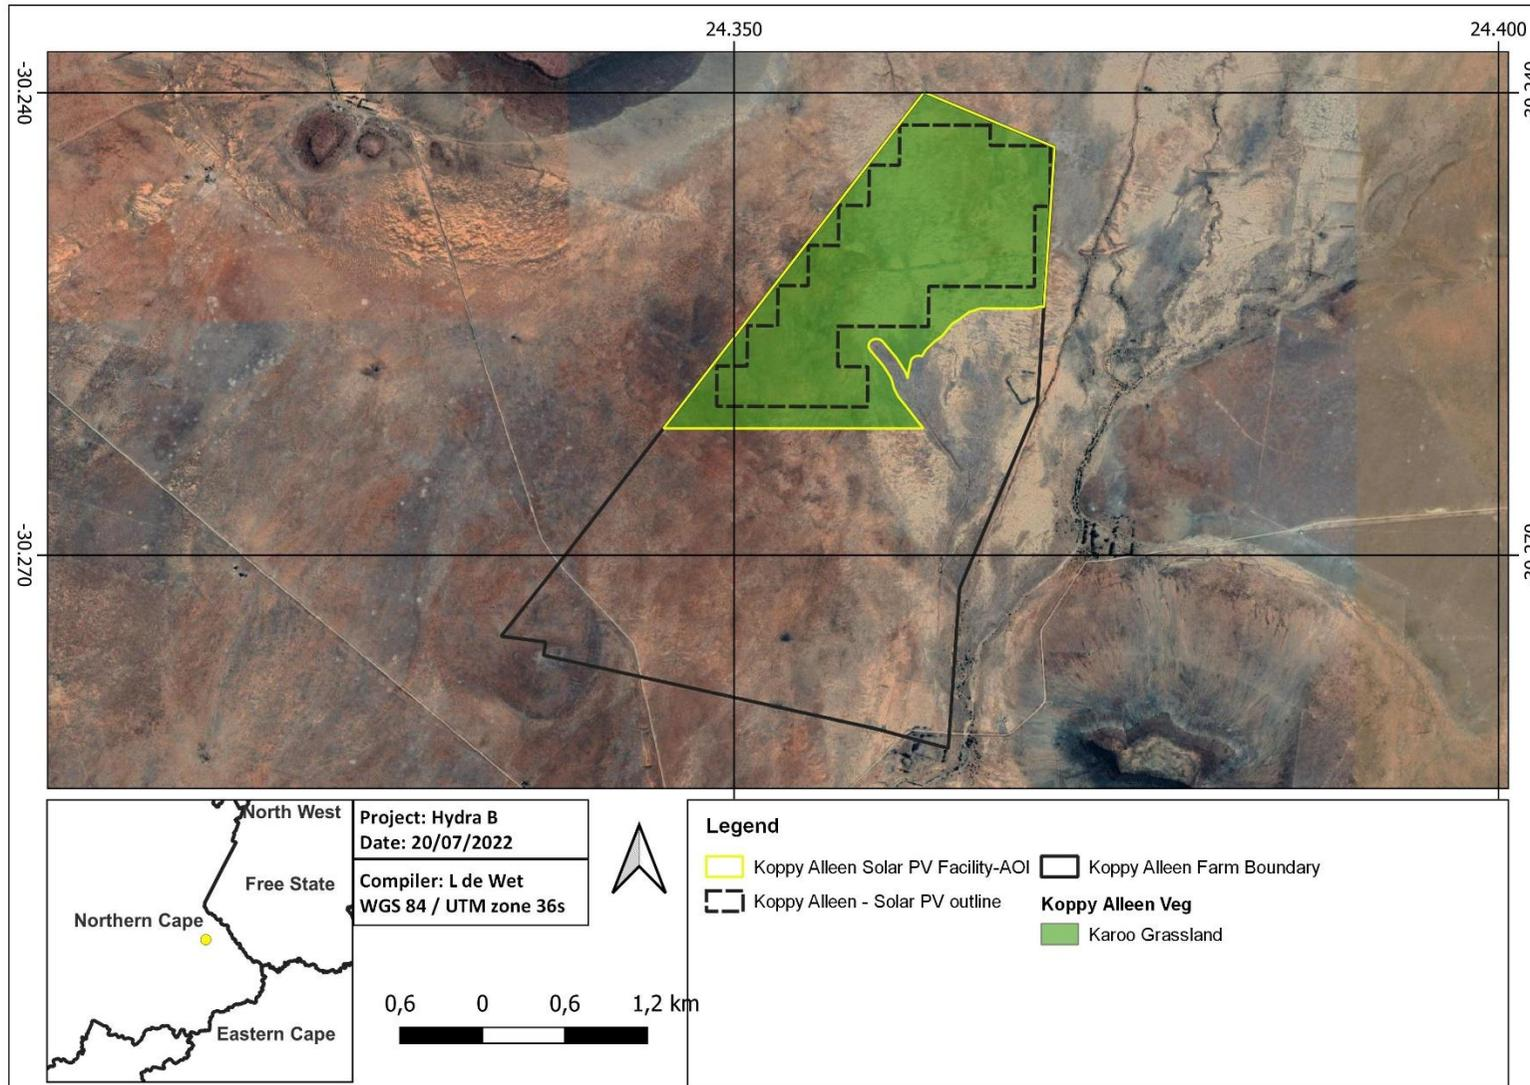 24.350
24.400
-30.240
-30.270
North West
Free State
Northern Cape
Eastern Cape
Project: Hydra B
Date: 20/07/2022
Compiler: L de Wet
WGS 84 / UTM zone 36s
0,6 0 0,6 1,2 km
Legend
Koppy Alleen Solar PV Facility-AOI
Koppy Alleen - Solar PV outline
Koppy Alleen Farm Boundary
Koppy Alleen Veg
Karoo Grassland